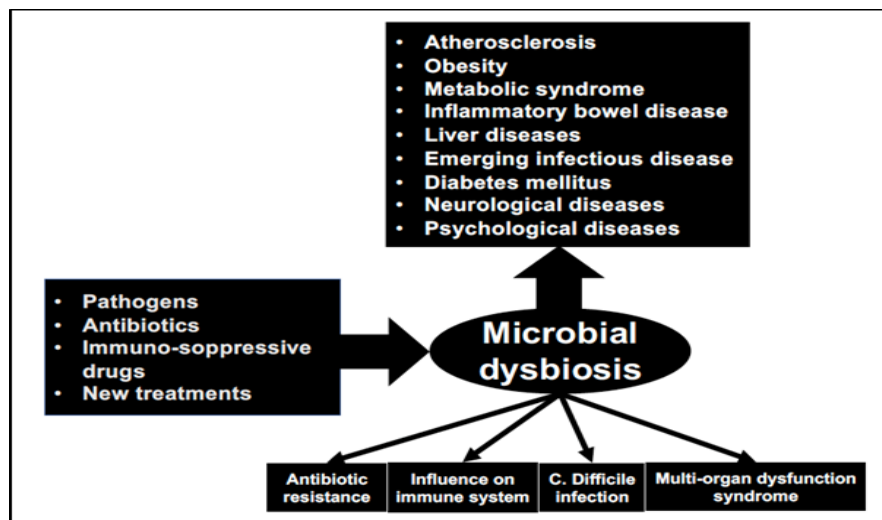 • Atherosclerosis
• Obesity
• Metabolic syndrome
• Inflammatory bowel disease
• Liver diseases
• Emerging infectious disease
• Diabetes mellitus
• Neurological diseases
• Psychological diseases
• Pathogens
• Antibiotics
• Immuno-soppressive
drugs
• New treatments
Microbial
dysbiosis
Antibiotic
resistance
Influence on
immune system
C. Difficile
infection
Multi-organ dysfunction
syndrome